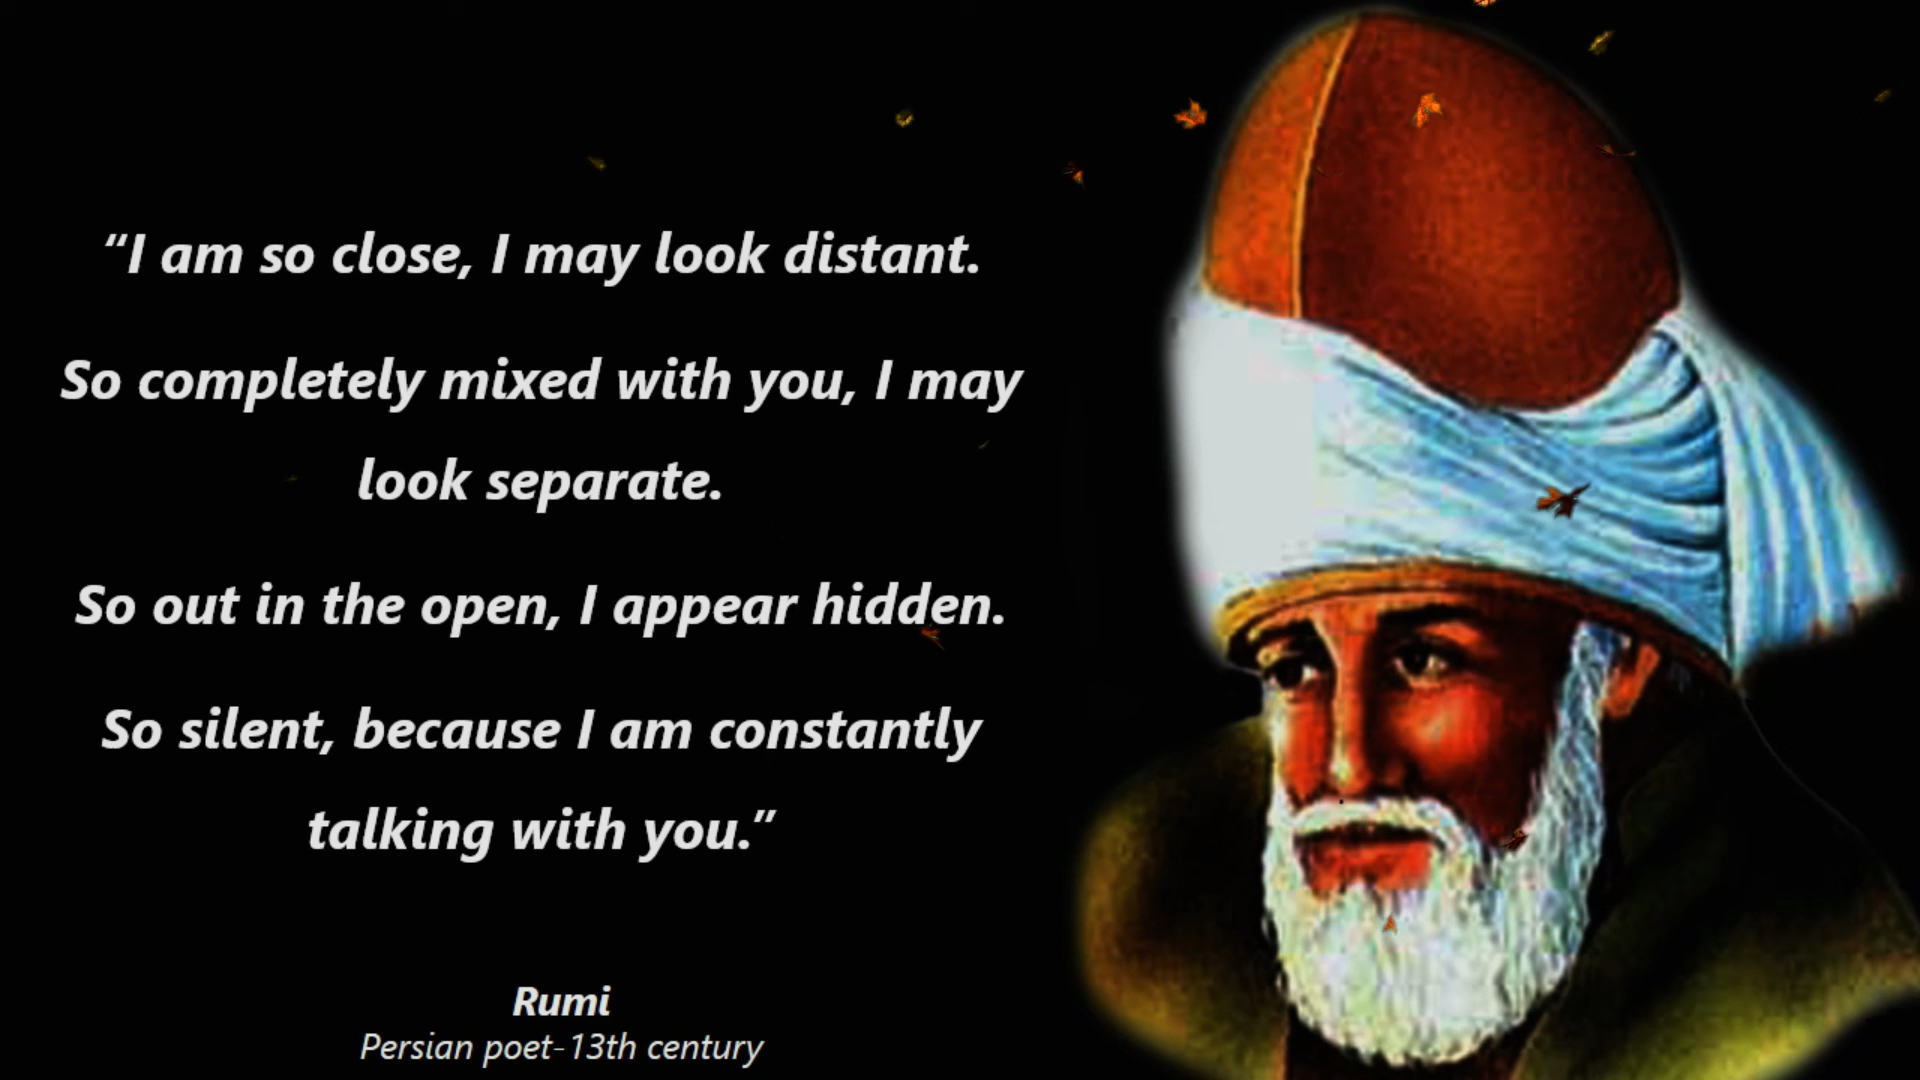 “I am so close, I may look distant.
So completely mixed with you, I may
look separate.
So out in the open, I appear hidden.
So silent, because I am constantly
talking with you.”
Rumi
Persian poet-13th century